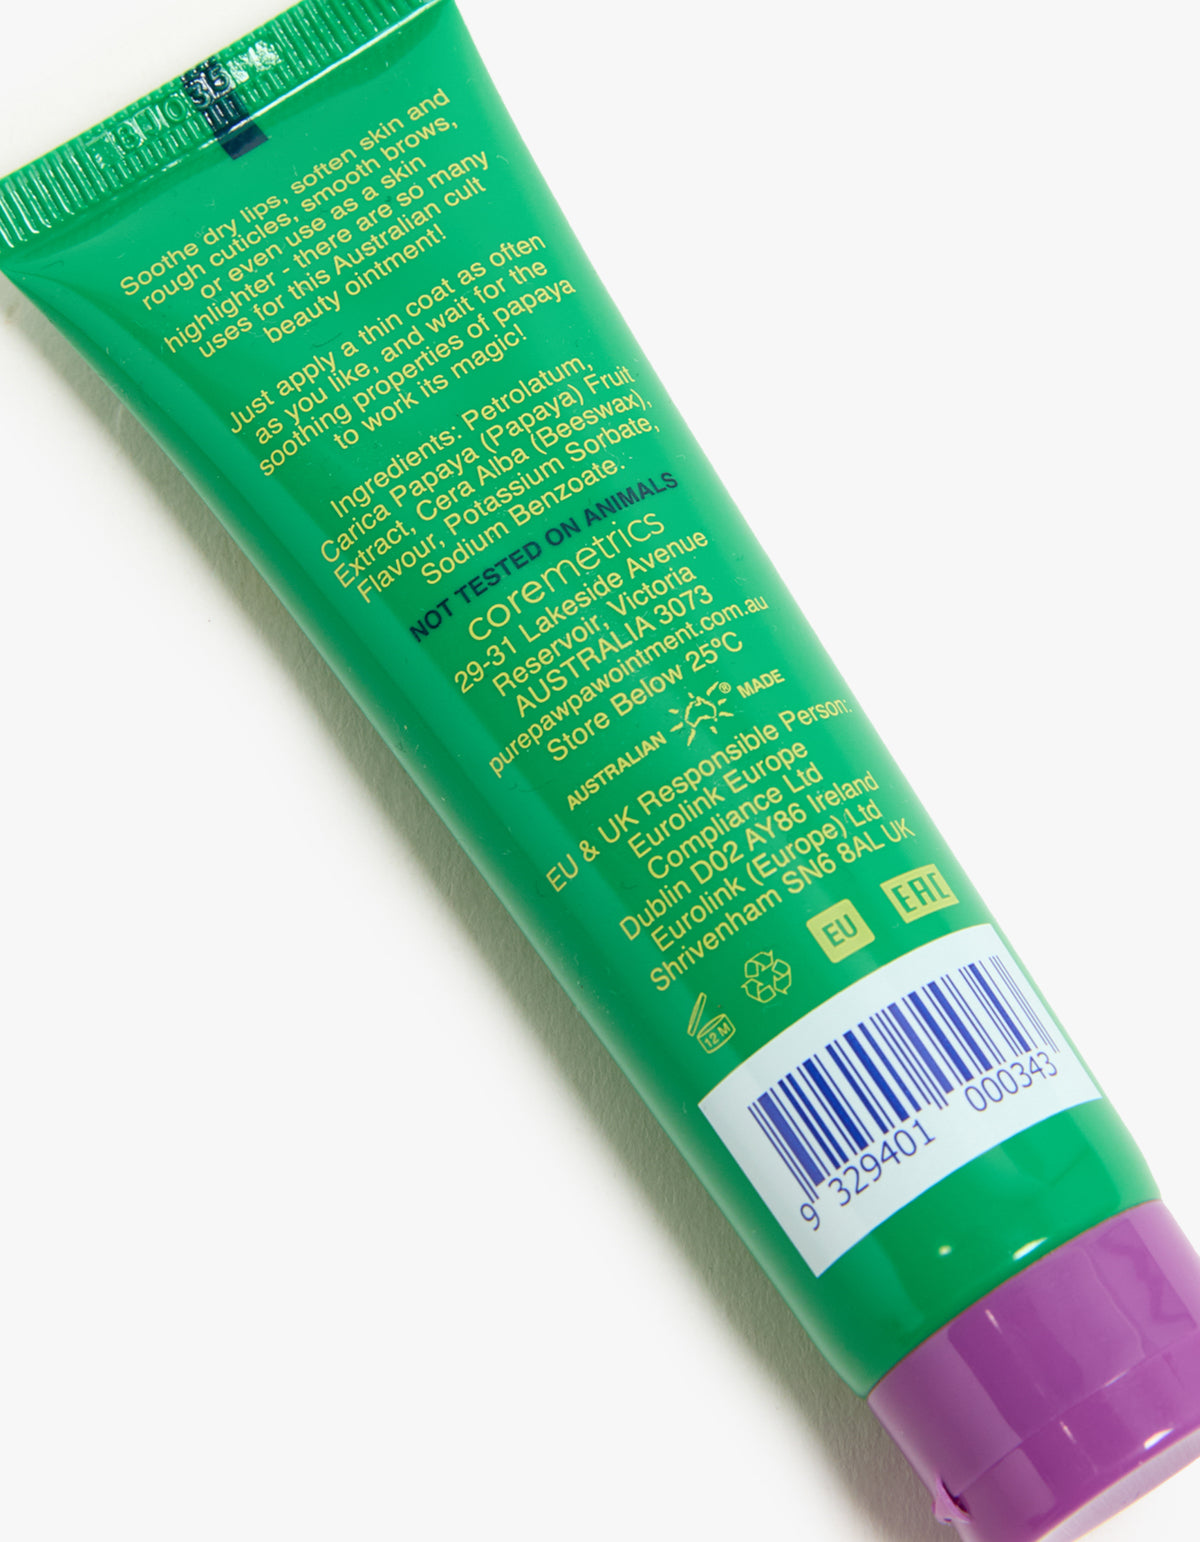 Soothe dry lips, soften skin and
rough cuticles, smooth brows,
or even use as a skin
highlighter - there are so many
uses for this Australian cult
beauty ointment!
Just apply a thin coat as often
as you like, and wait for the
soothing properties of papaya
to work its magic!
Ingredients: Petrolatum,
Carica Papaya (Papaya) Fruit
Extract, Cera Alba (Beeswax),
Flavour, Potassium Sorbate,
Sodium Benzoate.
NOT TESTED ON ANIMALS
coremetrics
29-31 Lakeside Avenue
Reservoir, Victoria
AUSTRALIA 3073
purepawpawointment.com.au
Store Below 25ºC
AUSTRALIAN ® MADE
EU & UK Responsible Person:
Eurolink Europe
Compliance Ltd
Dublin D02 AY86 Ireland
Eurolink (Europe) Ltd
Shrivenham SN6 8AL UK
12 M EU EAC
9 329401 000343